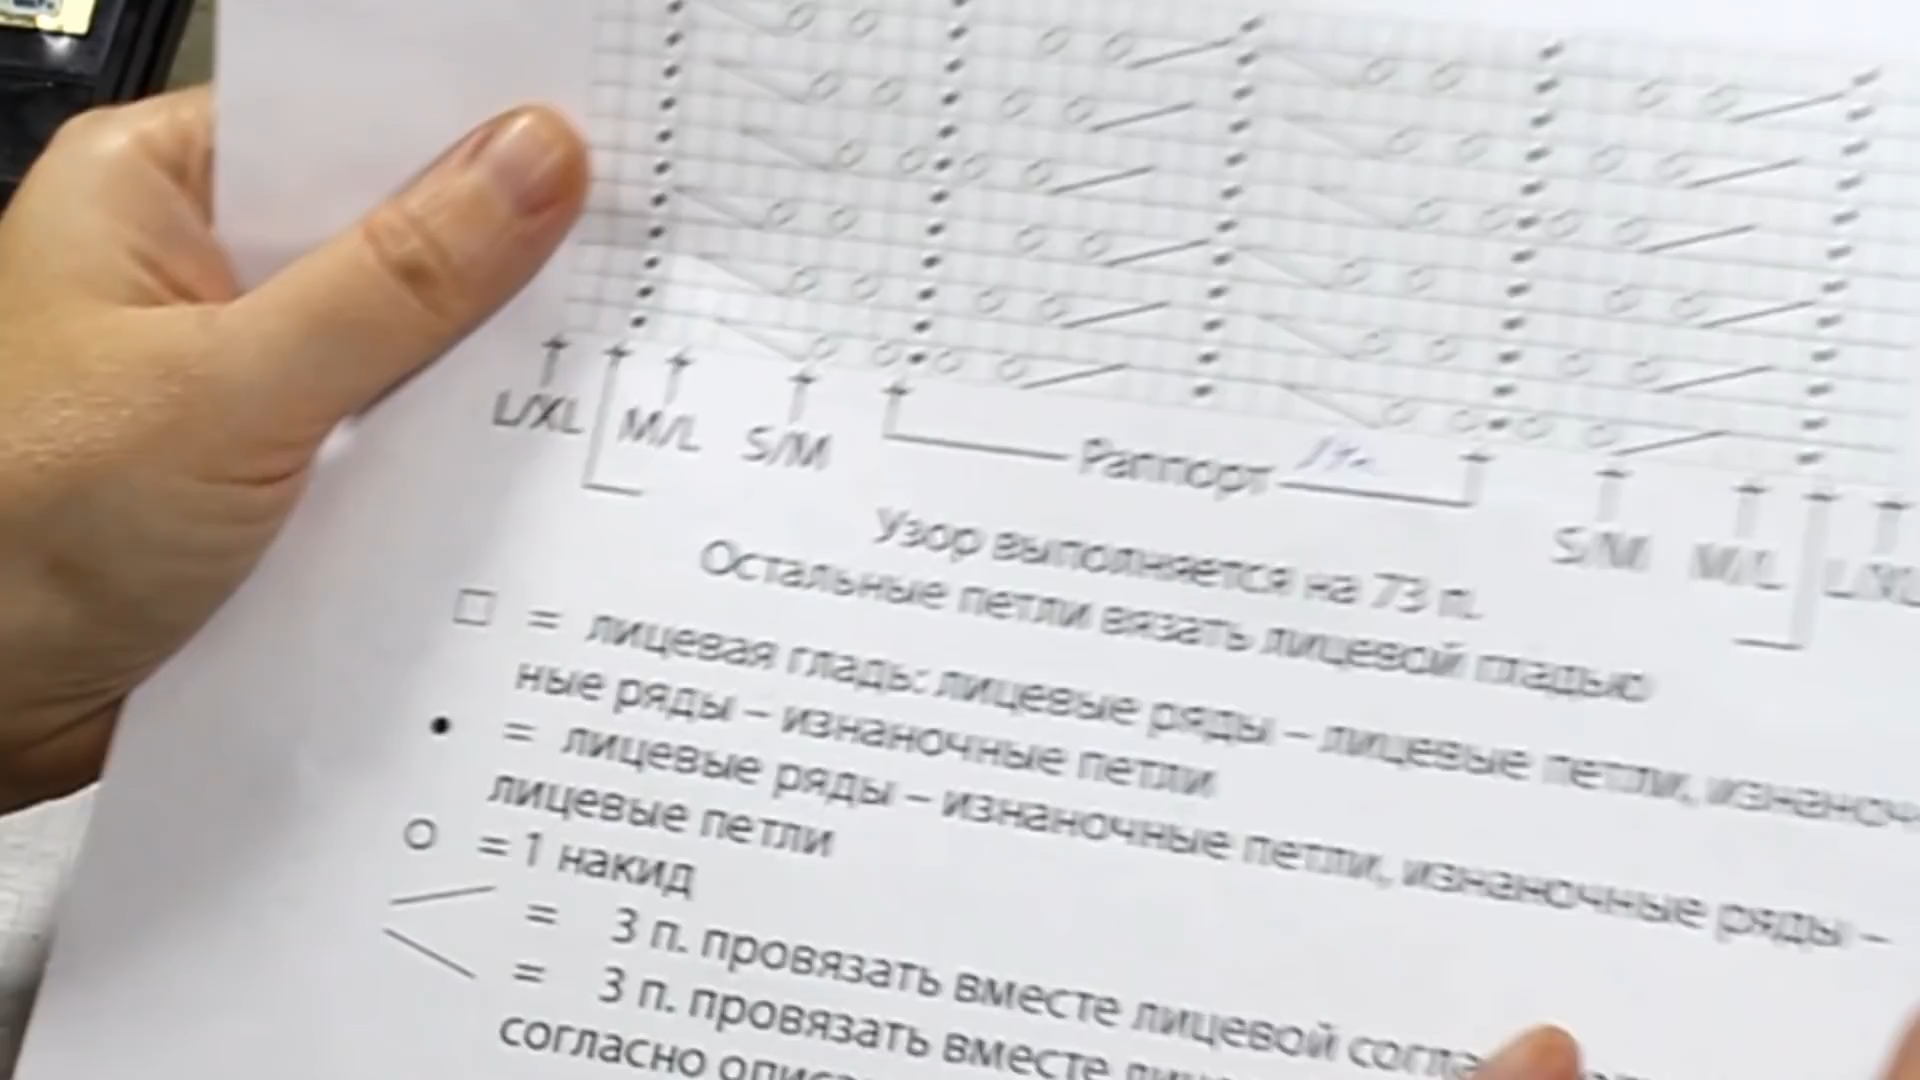 L/XL M/L S/M Раппорт S/M M/L L/XL
Узор выполняется на 73 п.
Остальные петли вязать лицевой гладью
□ = лицевая гладь: лицевые ряды – лицевые петли, изнаноч-
ные ряды – изнаночные петли
• = лицевые ряды – изнаночные петли, изнаночные ряды –
лицевые петли
О = 1 накид
= 3 п. провязать вместе лицевой
= 3 п. провязать вместе
согласно